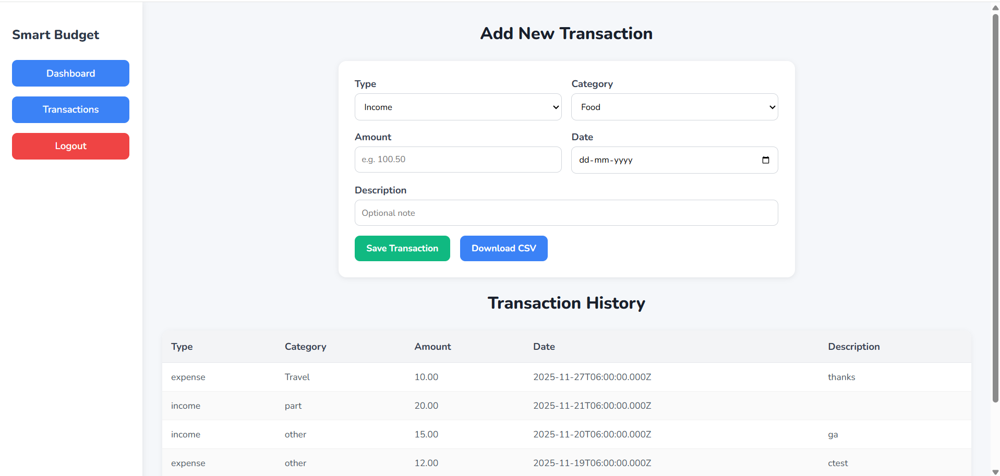 Smart Budget
Dashboard
Transactions
Logout
Add New Transaction
Type Category
Income Food
Amount Date
e.g. 100.50 dd-mm-yyyy
Description
Optional note
Save Transaction Download CSV
Transaction History
Type Category Amount Date Description
expense Travel 10.00 2025-11-27T06:00:00.000Z thanks
income part 20.00 2025-11-21T06:00:00.000Z
income other 15.00 2025-11-20T06:00:00.000Z ga
expense other 12.00 2025-11-19T06:00:00.000Z ctest